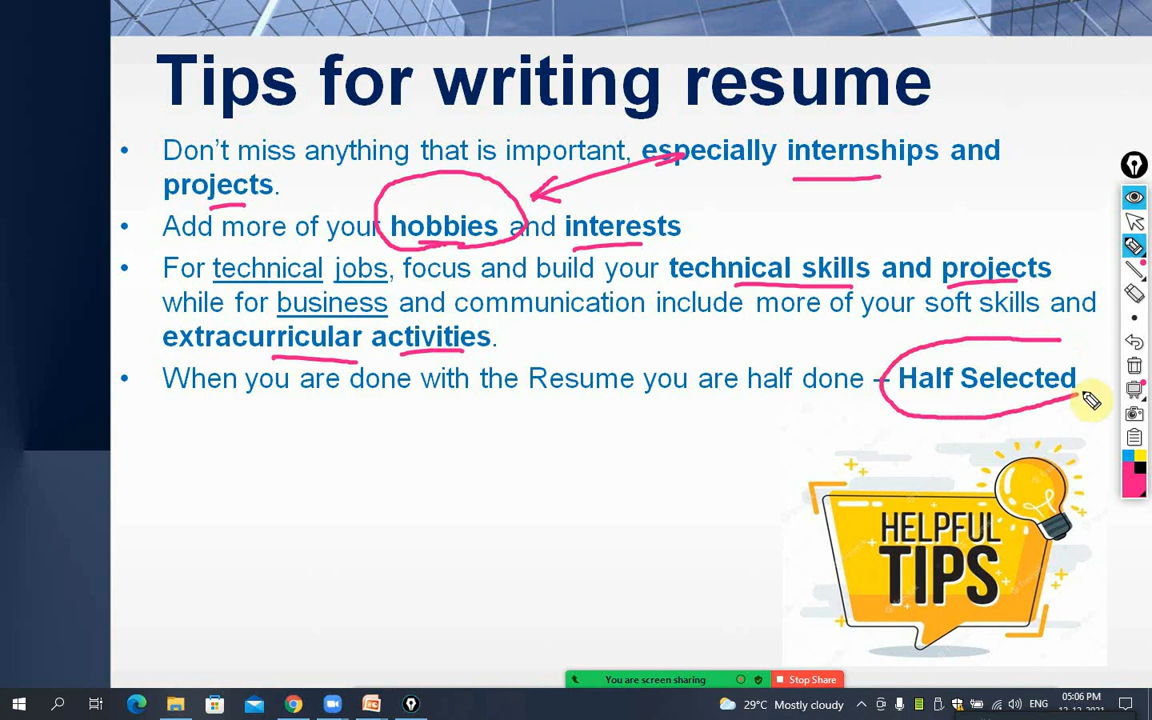 Tips for writing resume
• Don't miss anything that is important, especially internships and
projects.
• Add more of your hobbies and interests
• For technical jobs, focus and build your technical skills and projects
while for business and communication include more of your soft skills and
extracurricular activities.
• When you are done with the Resume you are half done – Half Selected
HELPFUL
TIPS
You are screen sharing
Stop Share
29°C Mostly cloudy
ENG
05:06 PM